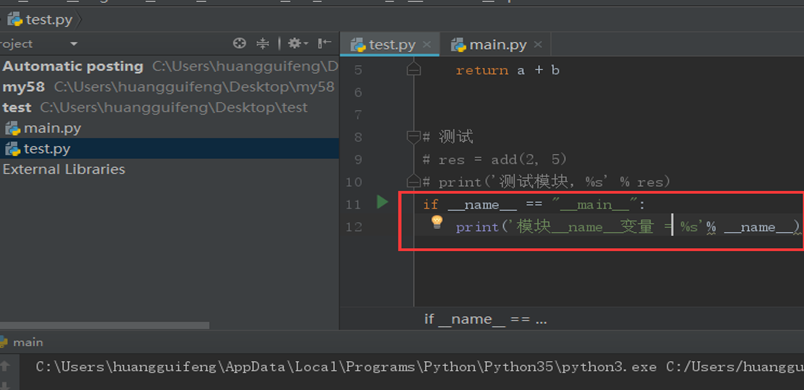 test.py
roject
Automatic posting C:\Users\huangguifeng\D
my58 C:\Users\huangguifeng\Desktop\my58
test C:\Users\huangguifeng\Desktop\test
main.py
test.py
External Libraries
test.py × main.py ×
5 return a + b
6
7
8 # 测试
9 # res = add(2, 5)
10 # print('测试模块，%s' % res)
11 if __name__ == "__main__":
12 print('模块__name__变量 = %s'% __name__)
if __name__ == ...
main
C:\Users\huangguifeng\AppData\Local\Programs\Python\Python35\python3.exe C:/Users/huanggu